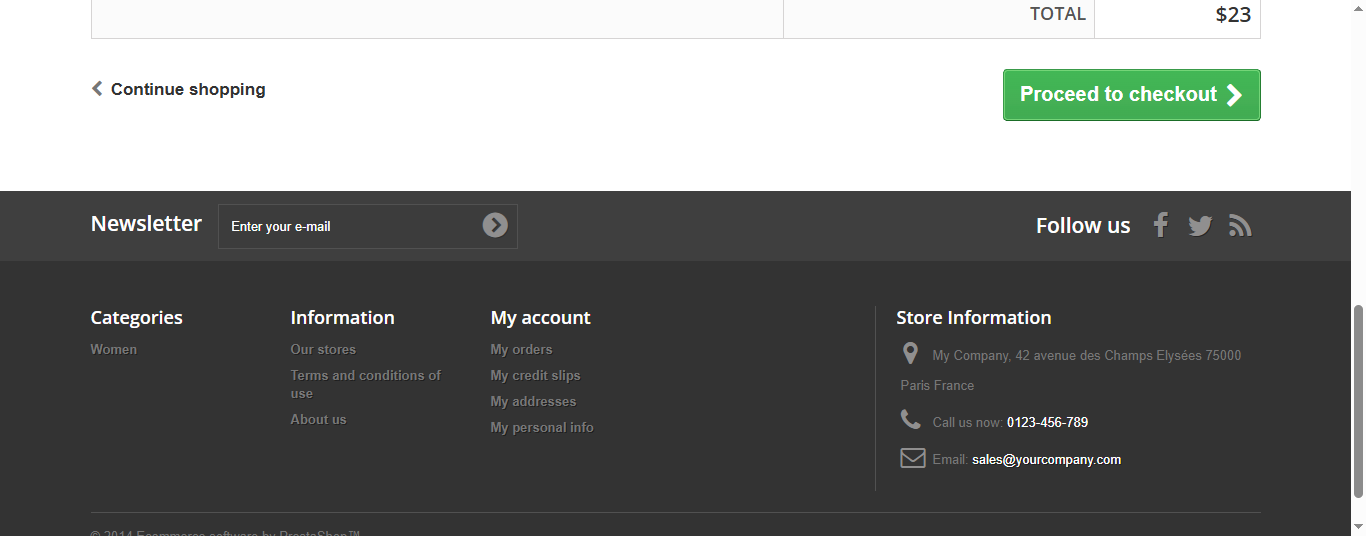 TOTAL $23
Continue shopping
Proceed to checkout
Newsletter
Enter your e-mail
Follow us
Categories
Women
Information
Our stores
Terms and conditions of
use
About us
My account
My orders
My credit slips
My addresses
My personal info
Store Information
My Company, 42 avenue des Champs Elysées 75000
Paris France
Call us now: 0123-456-789
Email: sales@yourcompany.com
© 2014 Ecommerce software by PrestaShop™